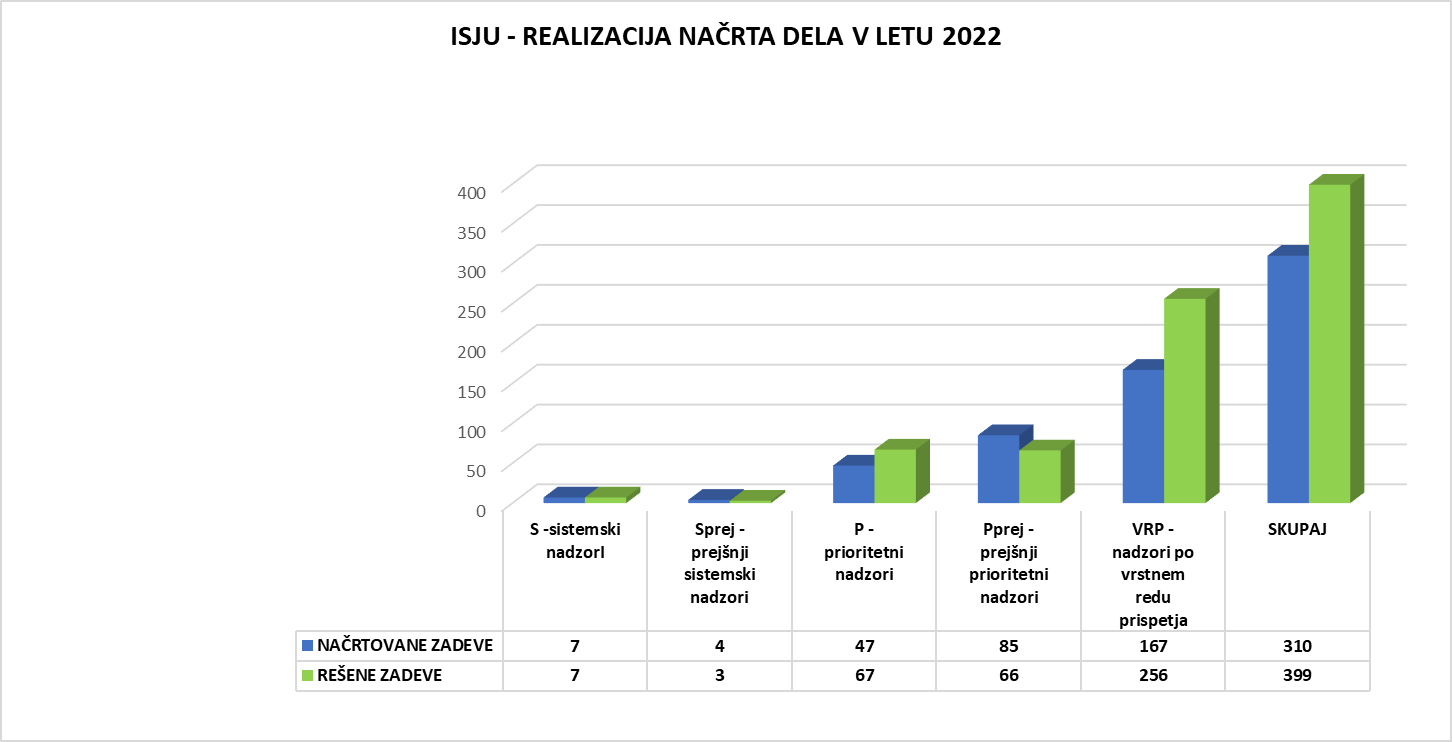 ISJU - REALIZACIJA NAČRTA DELA V LETU 2022
400
350
300
250
200
150
100
50
0
S -sistemski
nadzorI
Sprej -
prejšnji
sistemski
nadzori
P -
prioritetni
nadzori
Pprej -
prejšnji
prioritetni
nadzori
VRP -
nadzori po
vrstnem
redu
prispetja
SKUPAJ
NAČRTOVANE ZADEVE 7 4 47 85 167 310
REŠENE ZADEVE 7 3 67 66 256 399